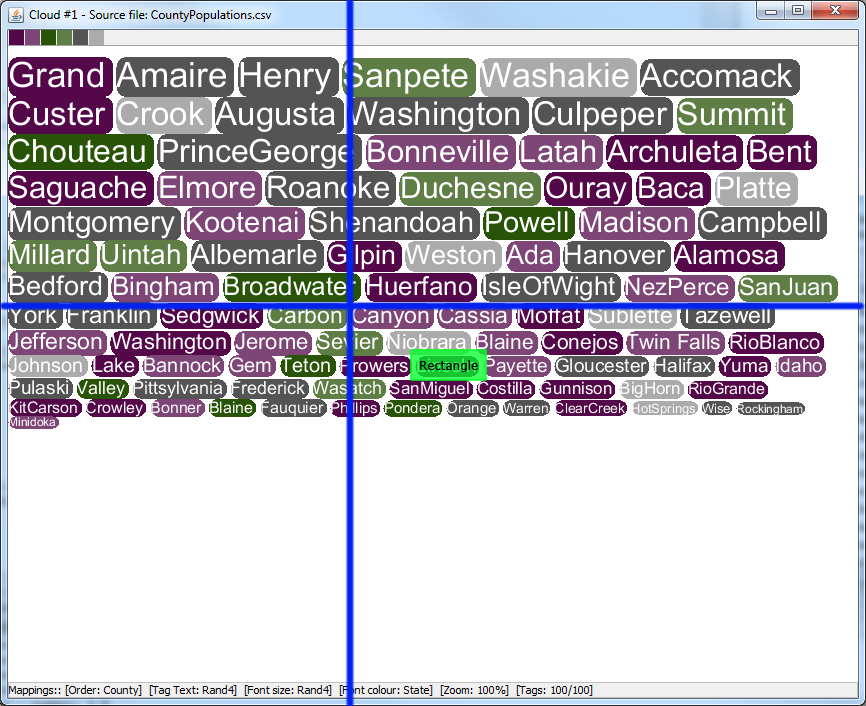 Cloud #1 - Source file: CountyPopulations.csv
Grand Amaire Henry Sanpete Washakie Accomack
Custer Crook Augusta Washington Culpeper Summit
Chouteau PrinceGeorge Bonneville Latah Archuleta Bent
Saguache Elmore Roanoke Duchesne Ouray Baca Platte
Montgomery Kootenai Shenandoah Powell Madison Campbell
Millard Uintah Albemarle Gilpin Weston Ada Hanover Alamosa
Bedford Bingham Broadwater Huerfano IsleOfWight NezPerce SanJuan
York Franklin Sedgwick Carbon Canyon Cassia Moffat Sublette Tazewell
Jefferson Washington Jerome Sevier Niobrara Blaine Conejos Twin Falls RioBlanco
Johnson Lake Bannock Gem Teton Prowers Rectangle Payette Gloucester Halifax Yuma Idaho
Pulaski Valley Pittsylvania Frederick Wasatch SanMiguel Costilla Gunnison BigHorn RioGrande
KitCarson Crowley Bonner Blaine Fauquier Phillips Pondera Orange Warren ClearCreek HotSprings Wise Rockingham
Minidoka
Mappings:: [Order: County] [Tag Text: Rand4] [Font size: Rand4] [Font colour: State] [Zoom: 100%] [Tags: 100/100]